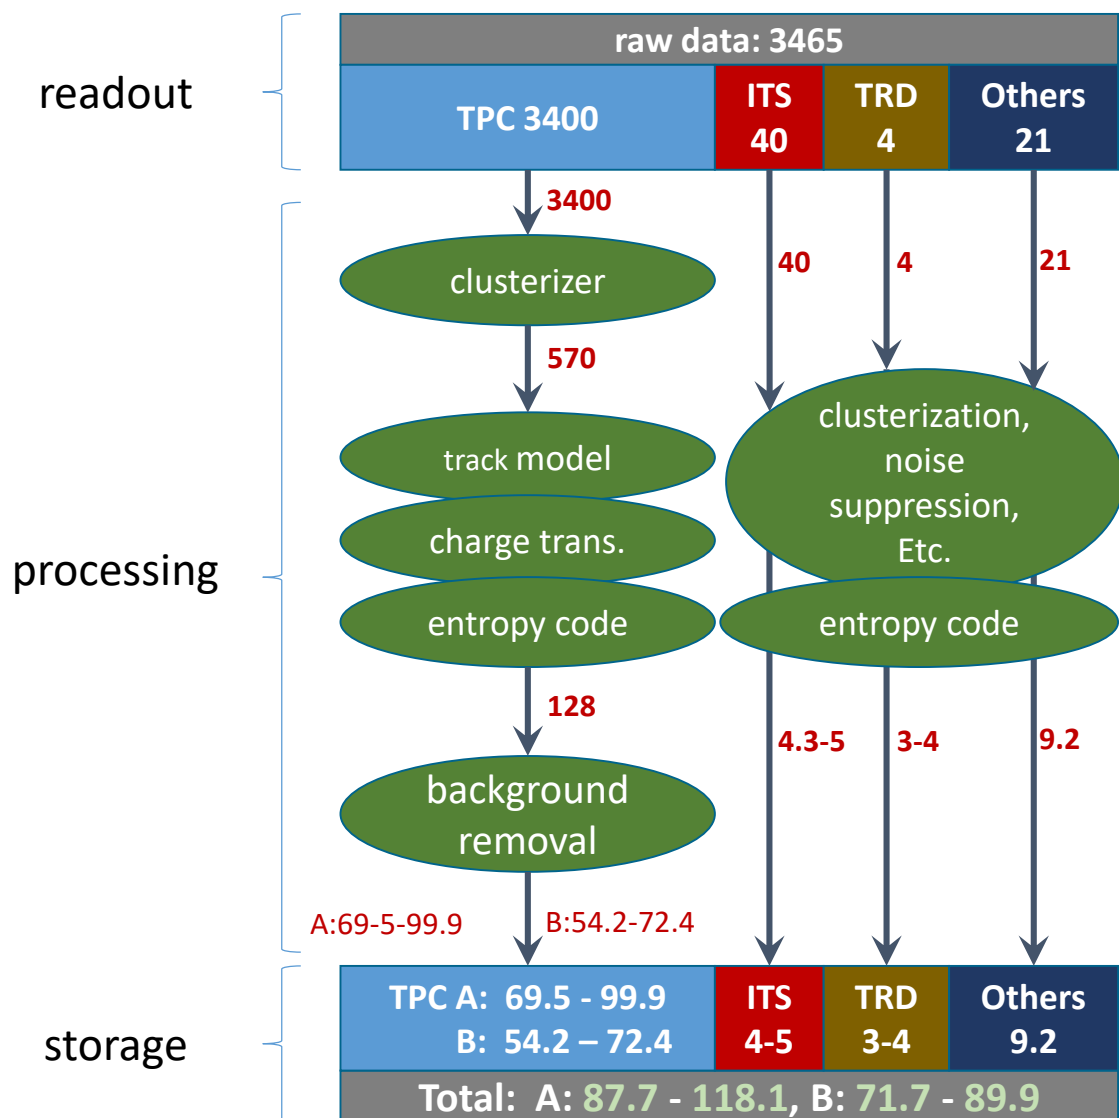 raw data: 3465
readout
TPC 3400
ITS
40
TRD
4
Others
21
3400
40
4
21
clusterizer
570
track model
charge trans.
entropy code
clusterization,
noise
suppression,
Etc.
entropy code
processing
128
4.3-5
3-4
9.2
background
removal
A:69-5-99.9
B:54.2-72.4
storage
TPC A: 69.5 - 99.9
B: 54.2 – 72.4
ITS
4-5
TRD
3-4
Others
9.2
Total: A: 87.7 - 118.1, B: 71.7 - 89.9